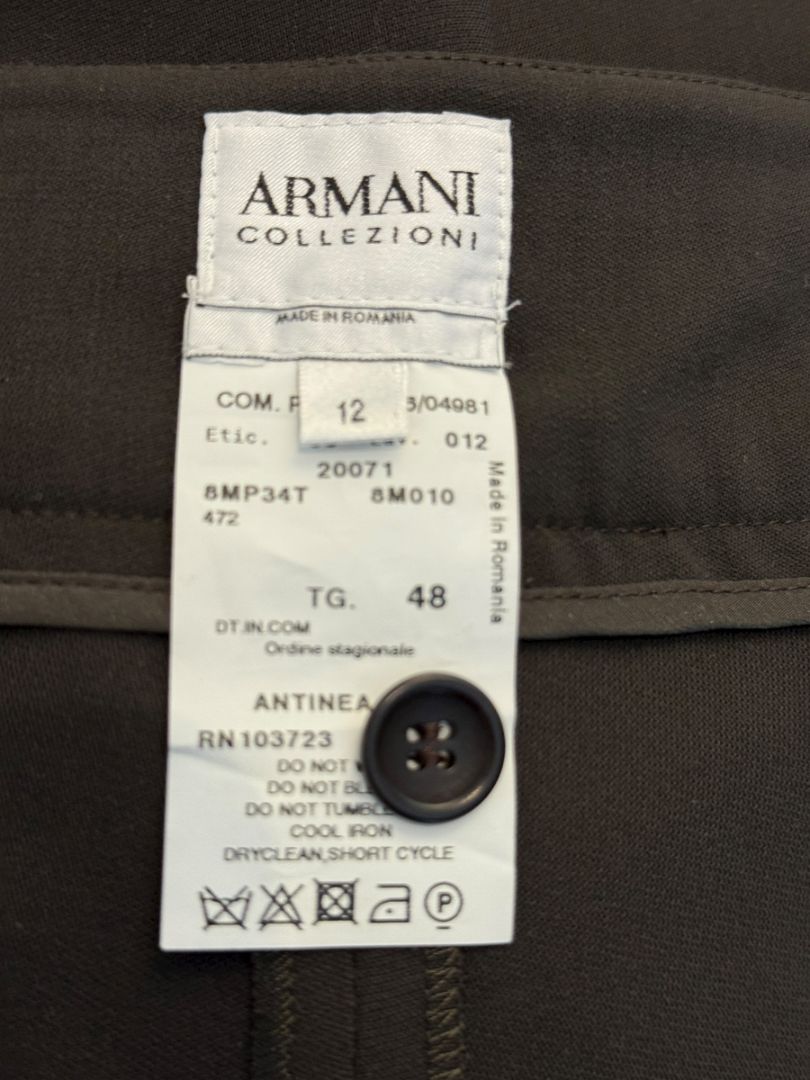 ARMANI
COLLEZIONI
MADE IN ROMANIA
12
COM. /04981
Etic. 012
20071
8MP34T 8M010
472
Made in Romania
TG. 48
DT.IN.COM
Ordine stagionale
ANTINEA
RN103723
DO NOT
DO NOT
DO NOT TUMBLE
COOL IRON
DRYCLEAN,SHORT CYCLE
P